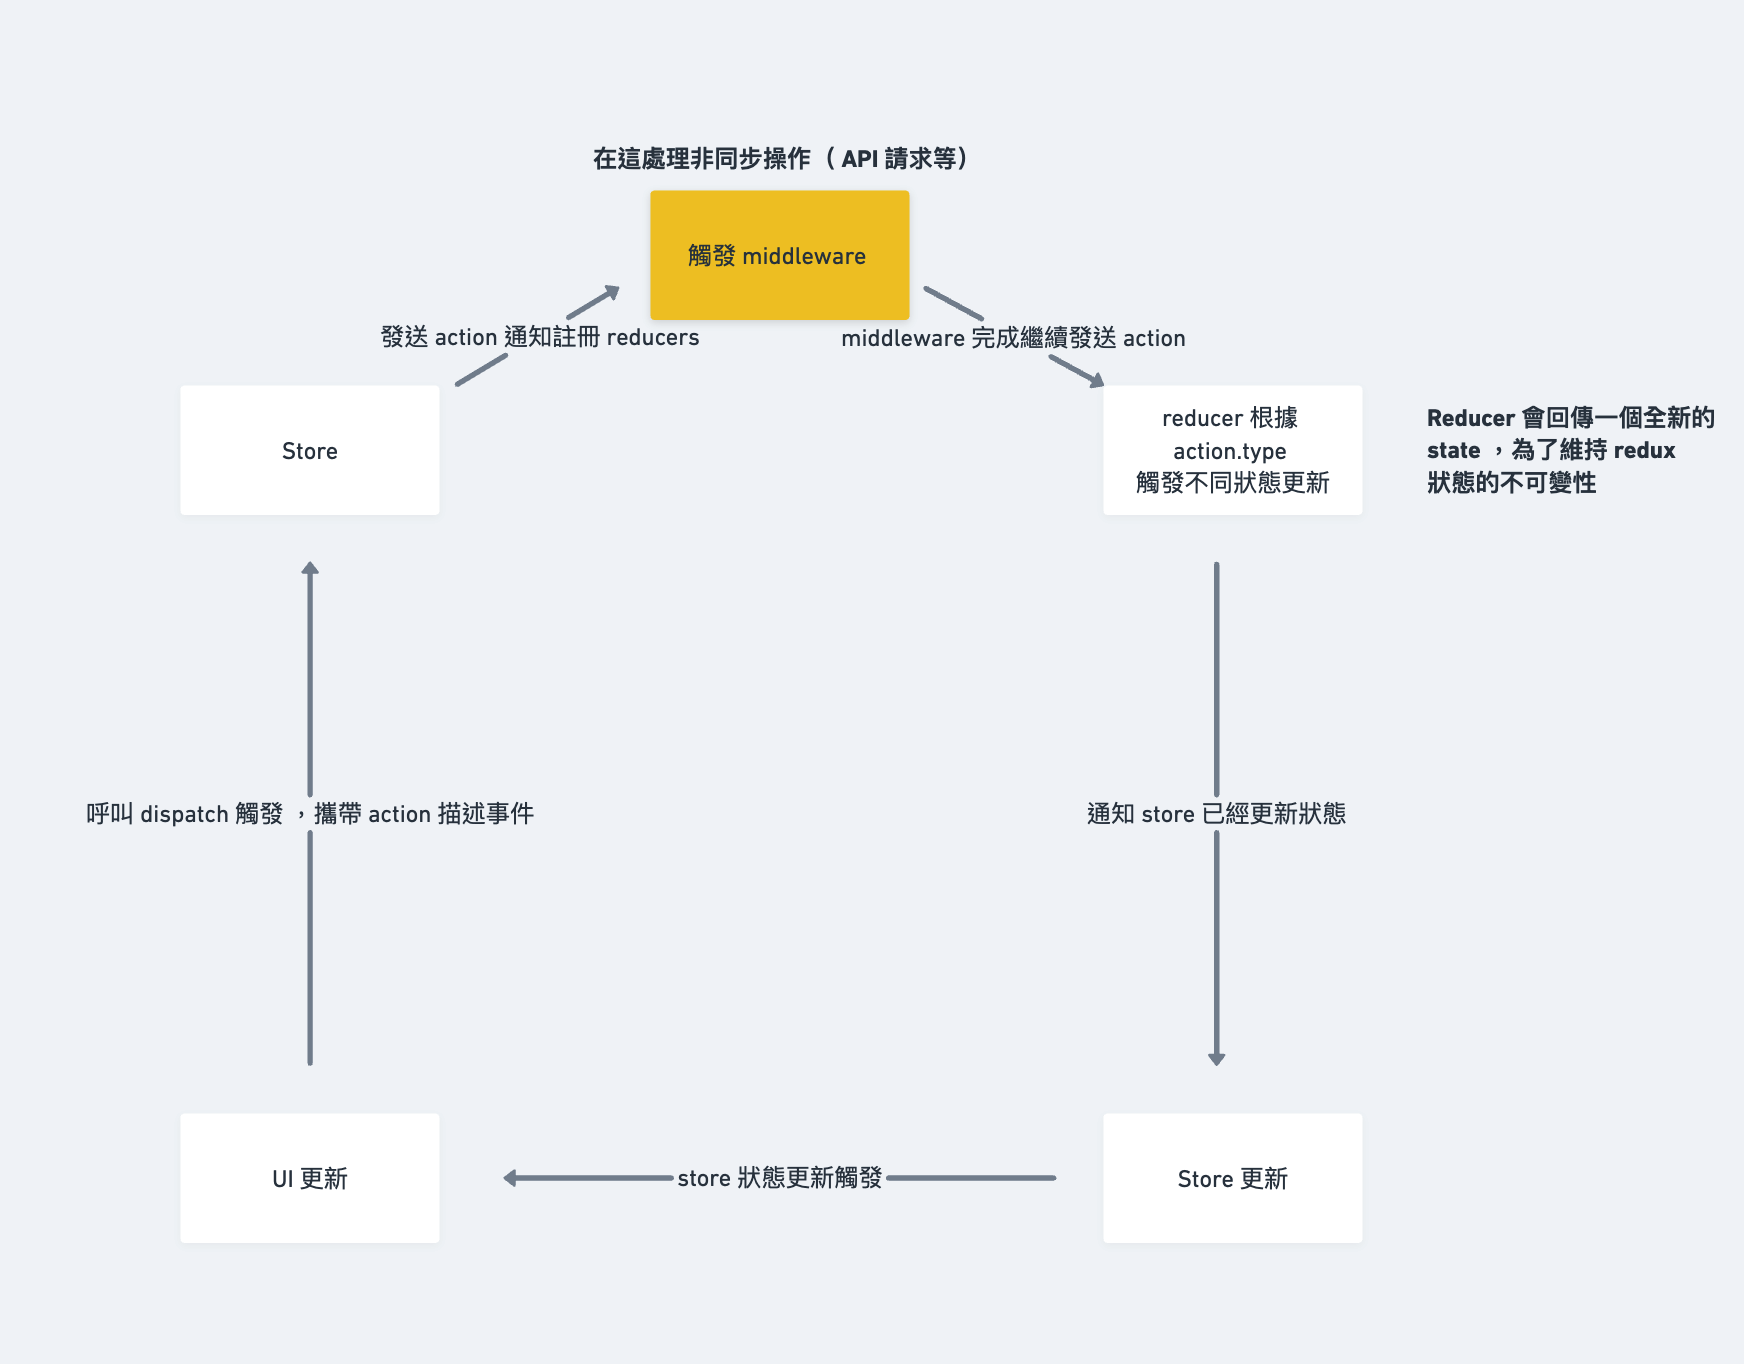 在這處理非同步操作（ API 請求等）
觸發 middleware
發送 action 通知註冊 reducers
middleware 完成繼續發送 action
Store
reducer 根據
action.type
觸發不同狀態更新
Reducer 會回傳一個全新的
state ，為了維持 redux
狀態的不可變性
呼叫 dispatch 觸發 ，攜帶 action 描述事件
通知 store 已經更新狀態
UI 更新
store 狀態更新觸發
Store 更新